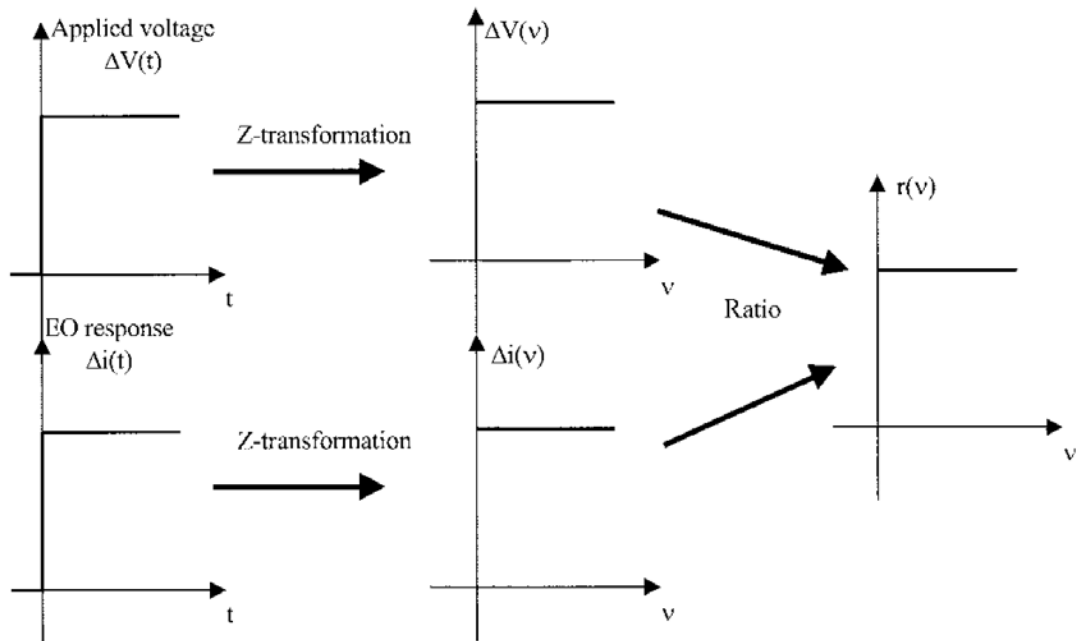 Applied voltage
ΔV(t)
Z-transformation
t
ΔV(ν)
ν
EO response
Δi(t)
Z-transformation
t
Δi(ν)
ν
Ratio
r(ν)
ν